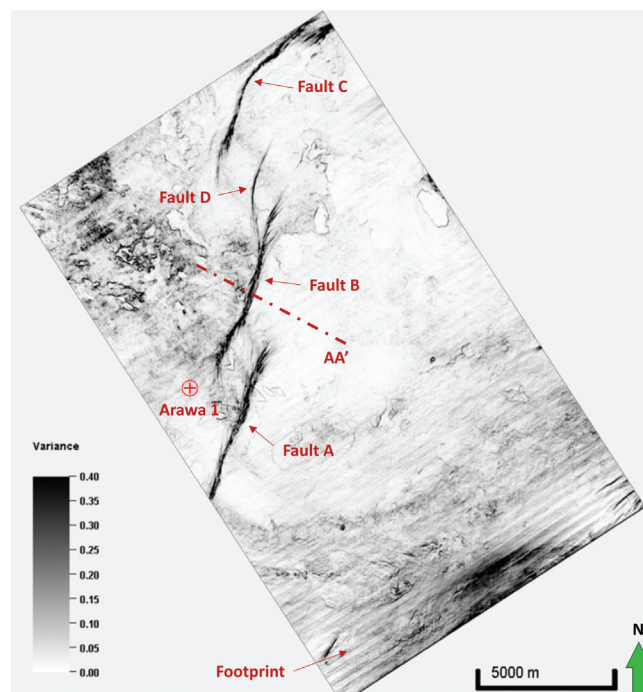 Fault C
Fault D
Fault B
AA'
Arawa 1
Fault A
Variance
0.40
0.35
0.30
0.25
0.20
0.15
0.10
0.05
0.00
Footprint
5000 m
N